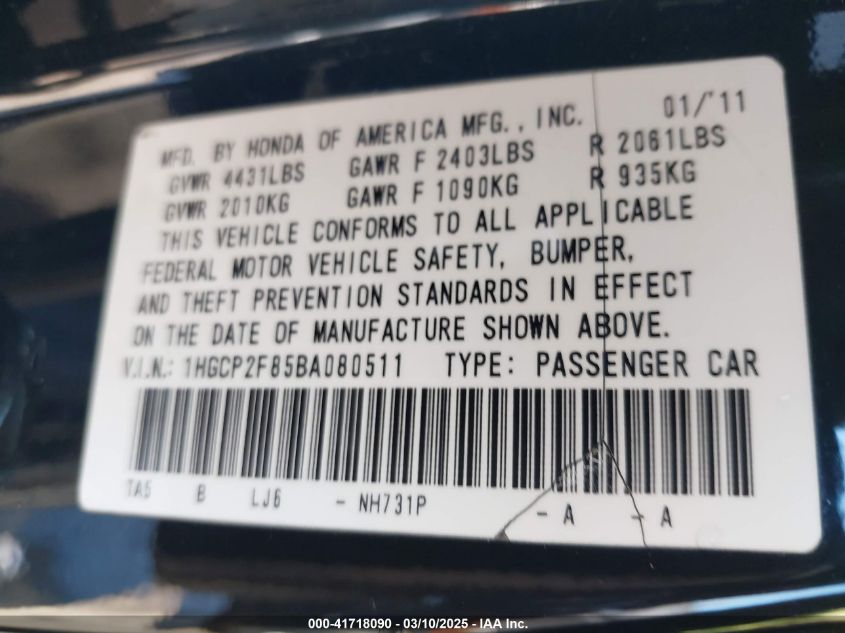 01/'11
MFD. BY HONDA OF AMERICA MFG., INC.
GVWR 4431LBS GAWR F 2403LBS R 2061LBS
GVWR 2010KG GAWR F 1090KG R 935KG
THIS VEHICLE CONFORMS TO ALL APPLICABLE
FEDERAL MOTOR VEHICLE SAFETY, BUMPER,
AND THEFT PREVENTION STANDARDS IN EFFECT
ON THE DATE OF MANUFACTURE SHOWN ABOVE.
V.I.N.: 1HGCP2F85BA080511 TYPE: PASSENGER CAR
TA5 B LJ6 - NH731P - A - A
000-41718090 - 03/10/2025 - IAA Inc.